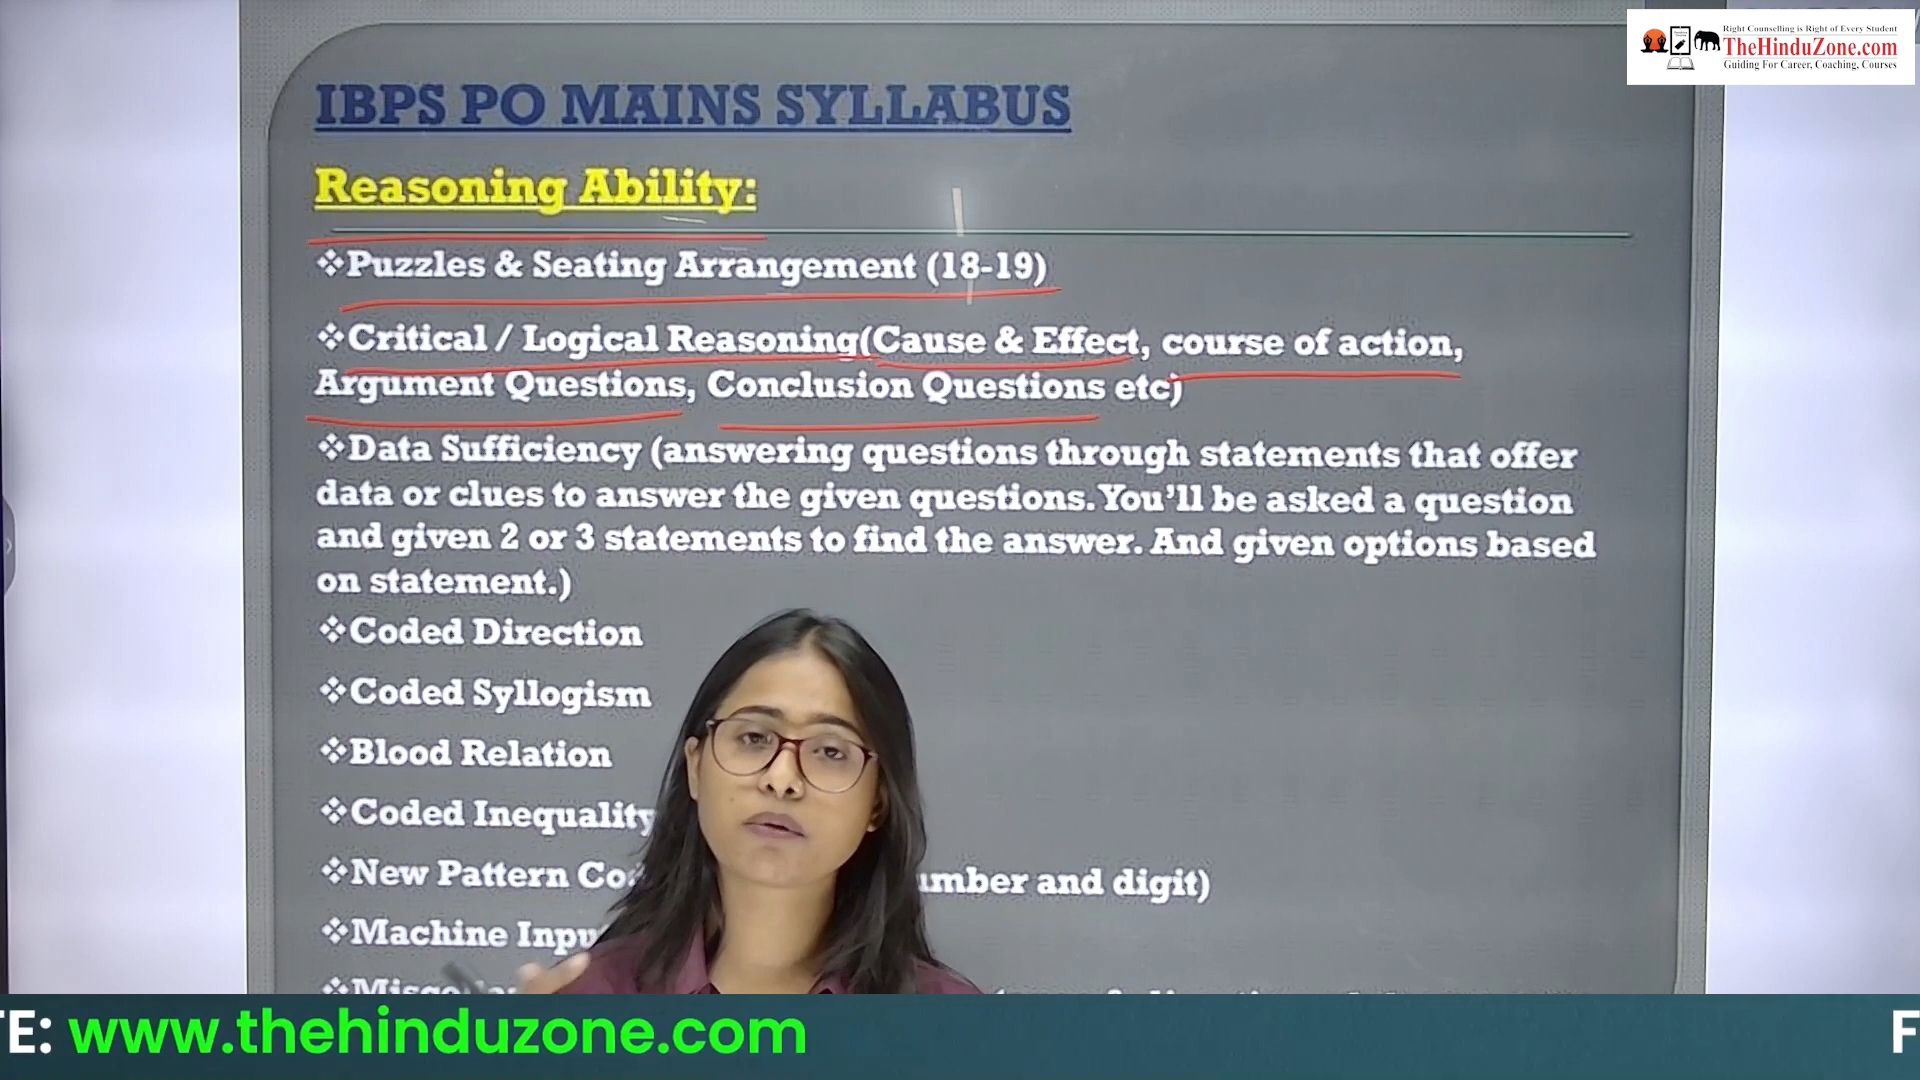 Right Counselling is Right of Every Student
TheHinduZone.com
Guiding For Career, Coaching, Courses
IBPS PO MAINS SYLLABUS
Reasoning Ability:
❖Puzzles & Seating Arrangement (18-19)
❖Critical / Logical Reasoning(Cause & Effect, course of action,
Argument Questions, Conclusion Questions etc)
❖Data Sufficiency (answering questions through statements that offer
data or clues to answer the given questions. You'll be asked a question
and given 2 or 3 statements to find the answer. And given options based
on statement.)
❖Coded Direction
❖Coded Syllogism
❖Blood Relation
❖Coded Inequality
❖New Pattern and digit)
❖Machine
www.thehinduzone.com